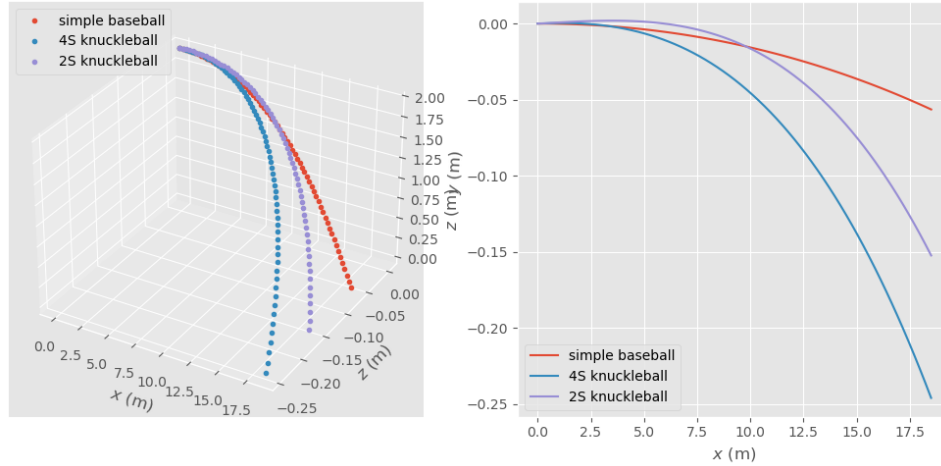 simple baseball
4S knuckleball
2S knuckleball
2.00
1.75
1.50
1.25
1.00
0.75
0.50
0.25
0.00
y (m)
z (m)
0.00
−0.05
−0.10
−0.15
−0.20
−0.25
z (m)
0.0
2.5
5.0
7.5
10.0
12.5
15.0
17.5
x (m)
0.00
−0.05
−0.10
−0.15
−0.20
−0.25
simple baseball
4S knuckleball
2S knuckleball
0.0 2.5 5.0 7.5 10.0 12.5 15.0 17.5
x (m)